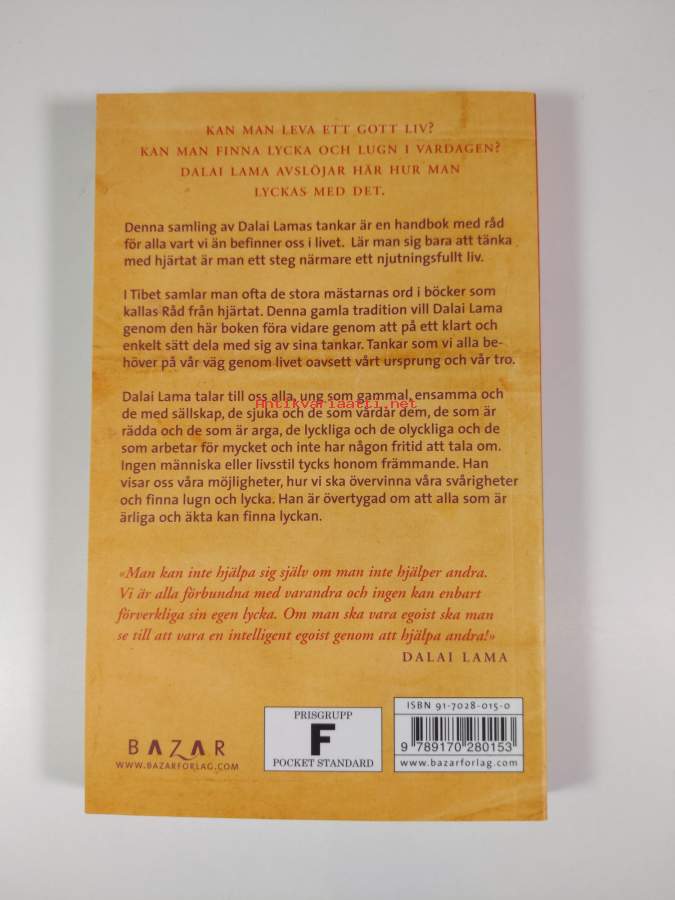 KAN MAN LEVA ETT GOTT LIV?
KAN MAN FINNA LYCKA OCH LUGN I VARDAGEN?
DALAI LAMA AVSLÖJAR HÄR HUR MAN
LYCKAS MED DET.
Denna samling av Dalai Lamas tankar är en handbok med råd
för alla vart vi än befinner oss i livet. Lär man sig bara att tänka
med hjärtat är man ett steg närmare ett njutningsfullt liv.
I Tibet samlar man ofta de stora mästarnas ord i böcker som
kallas Råd från hjärtat. Denna gamla tradition vill Dalai Lama
genom den här boken föra vidare genom att på ett klart och
enkelt sätt dela med sig av sina tankar. Tankar som vi alla be-
höver på vår väg genom livet oavsett vårt ursprung och vår tro.
Dalai Lama talar till oss alla, ung som gammal, ensamma och
Antikvariaatti.net
de med sällskap, de sjuka och de som vårdar dem, de som är
rädda och de som är arga, de lyckliga och de olyckliga och de
som arbetar för mycket och inte har någon fritid att tala om.
Ingen människa eller livsstil tycks honom främmande. Han
visar oss våra möjligheter, hur vi ska övervinna våra svårigheter
och finna lugn och lycka. Han är övertygad om att alla som är
ärliga och äkta kan finna lyckan.
«Man kan inte hjälpa sig själv om man inte hjälper andra.
Vi är alla förbundna med varandra och ingen kan enbart
förverkliga sin egen lycka. Om man ska vara egoist ska man
se till att vara en intelligent egoist genom att hjälpa andra!»
DALAI LAMA
BAZAR
WWW.BAZARFORLAG.COM
PRISGRUPP
F
POCKET STANDARD
ISBN 91-7028-015-0
9 789170 280153
www.bazarforlag.com